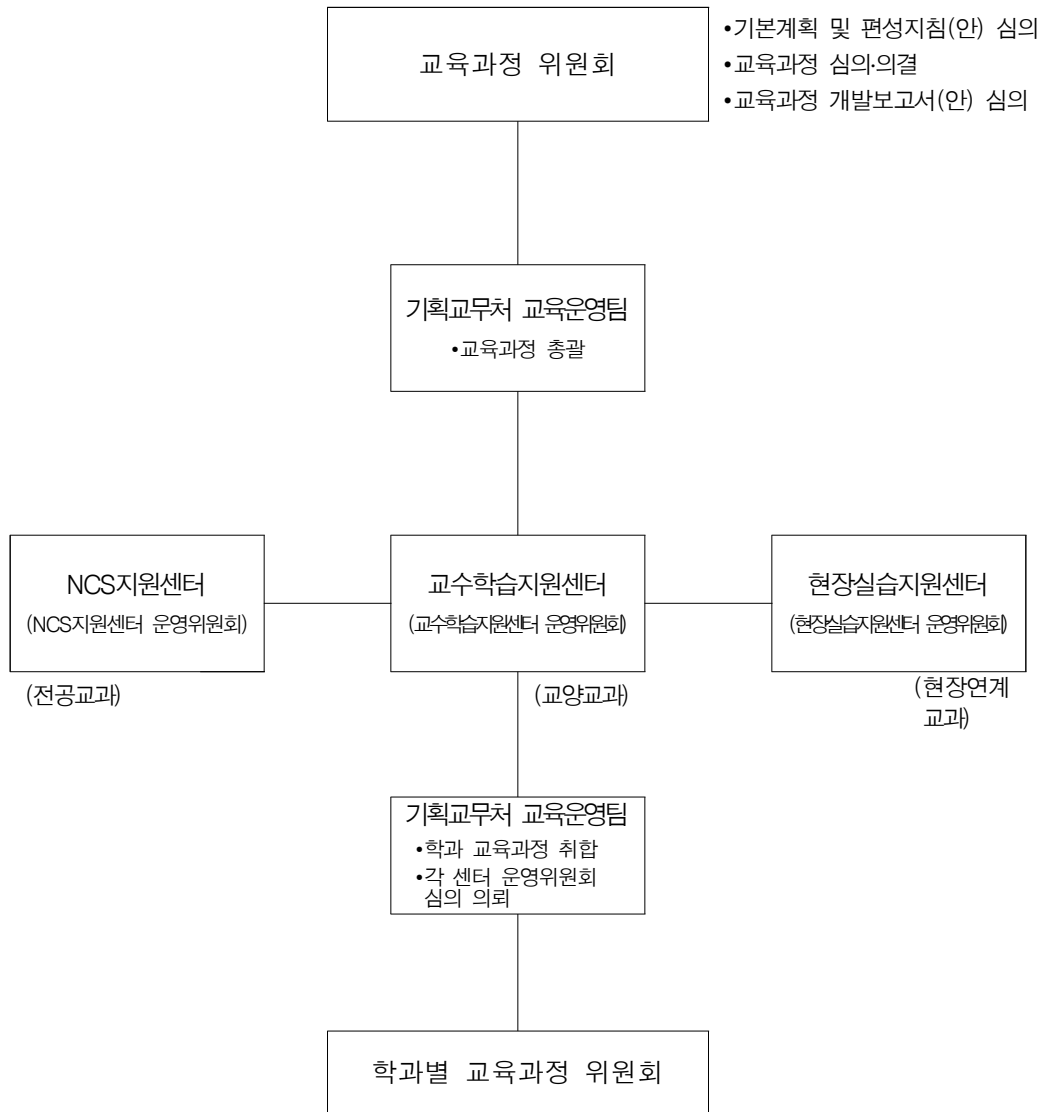 교육과정 위원회
•기본계획 및 편성지침(안) 심의
•교육과정 심의·의결
•교육과정 개발보고서(안) 심의
기획교무처 교육운영팀
•교육과정 총괄
NCS지원센터
(NCS지원센터 운영위원회)
(전공교과)
교수학습지원센터
(교수학습지원센터 운영위원회)
(교양교과)
현장실습지원센터
(현장실습지원센터 운영위원회)
(현장연계
교과)
기획교무처 교육운영팀
•학과 교육과정 취합
•각 센터 운영위원회
심의 의뢰
학과별 교육과정 위원회